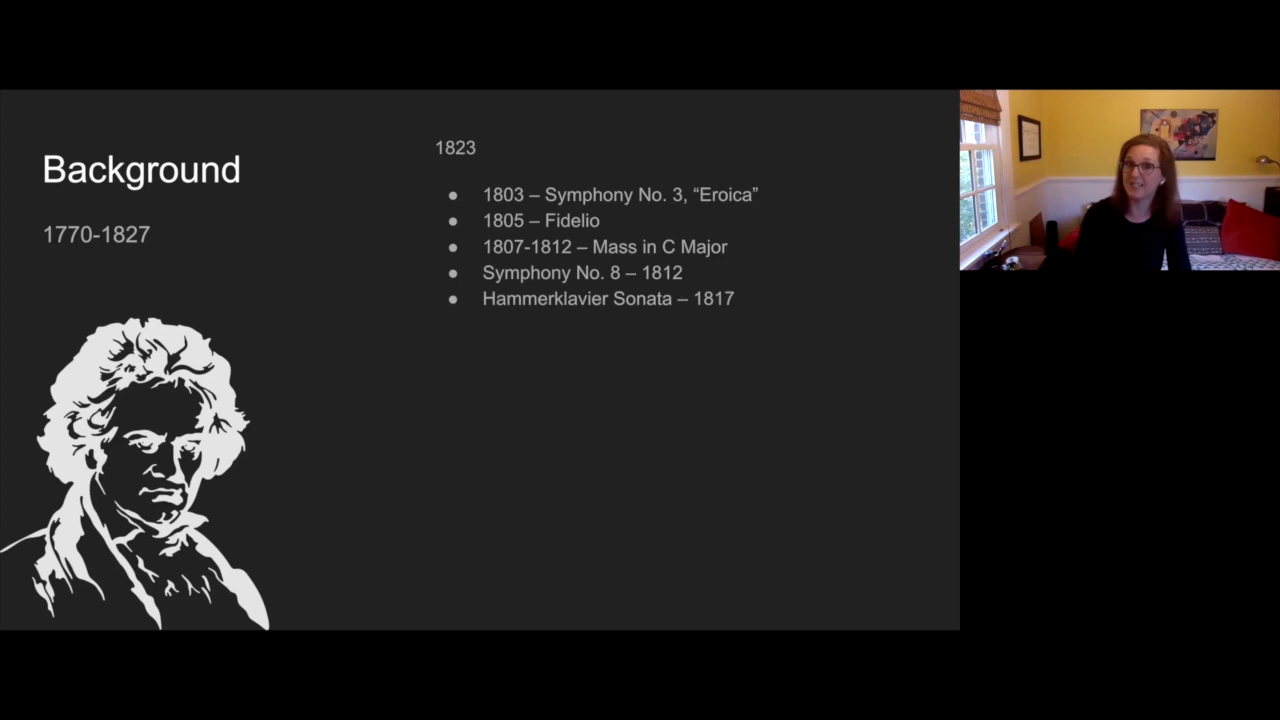 Background
1770-1827
1823
● 1803 – Symphony No. 3, “Eroica”
● 1805 – Fidelio
● 1807-1812 – Mass in C Major
● Symphony No. 8 – 1812
● Hammerklavier Sonata – 1817